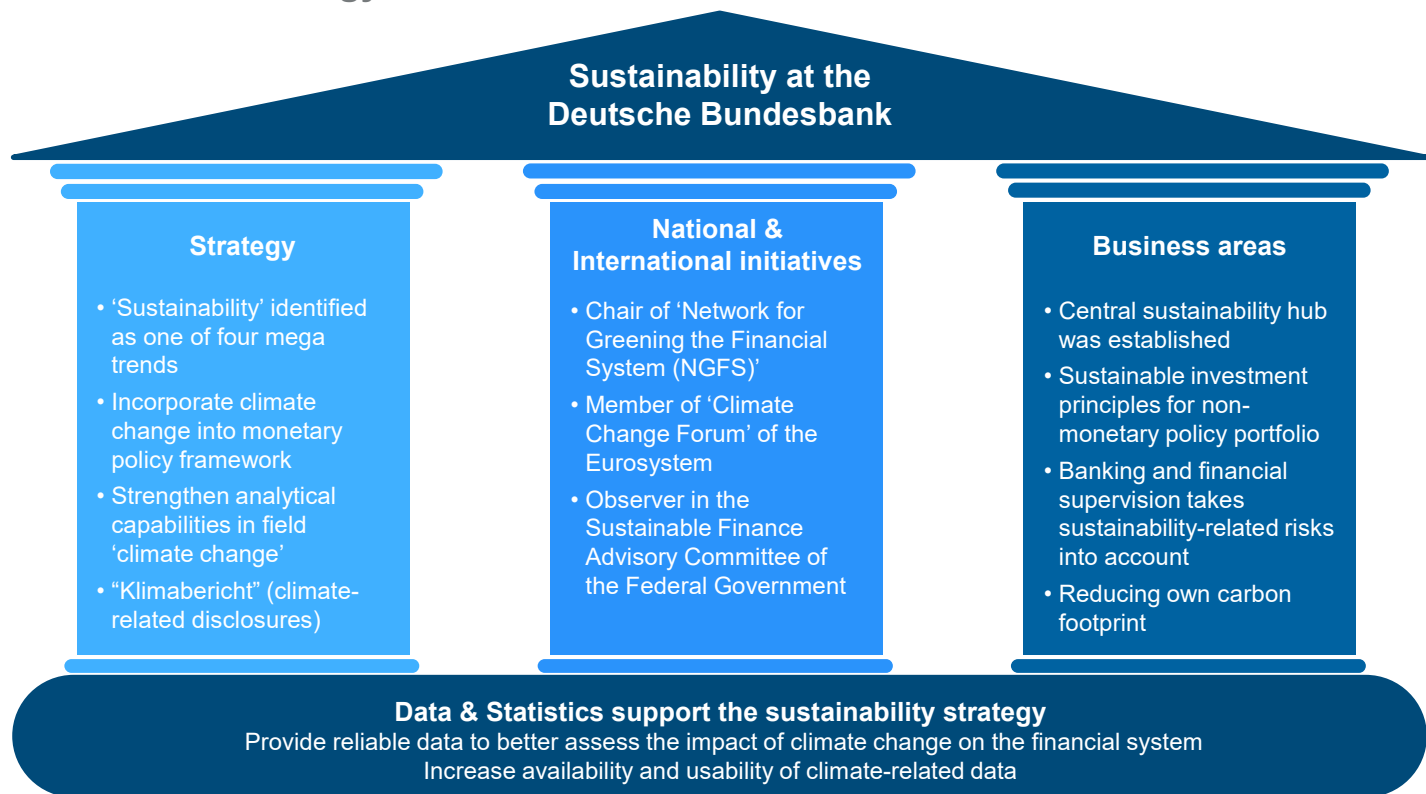 Sustainability at the
Deutsche Bundesbank
Strategy
• ‘Sustainability’ identified
as one of four mega
trends
• Incorporate climate
change into monetary
policy framework
• Strengthen analytical
capabilities in field
‘climate change’
• “Klimabericht” (climate-
related disclosures)
National &
International initiatives
• Chair of ‘Network for
Greening the Financial
System (NGFS)’
• Member of ‘Climate
Change Forum’ of the
Eurosystem
• Observer in the
Sustainable Finance
Advisory Committee of
the Federal Government
Business areas
• Central sustainability hub
was established
• Sustainable investment
principles for non-
monetary policy portfolio
• Banking and financial
supervision takes
sustainability-related risks
into account
• Reducing own carbon
footprint
Data & Statistics support the sustainability strategy
Provide reliable data to better assess the impact of climate change on the financial system
Increase availability and usability of climate-related data